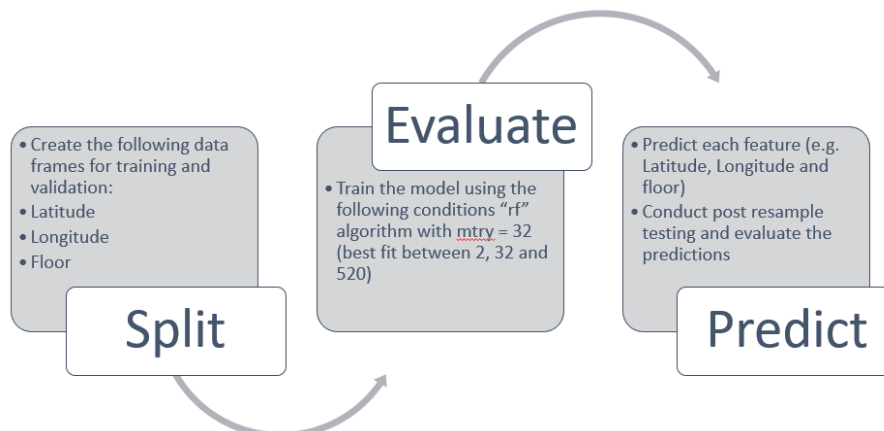 • Create the following data
frames for training and
validation:
• Latitude
• Longitude
• Floor
Split
Evaluate
• Train the model using the
following conditions “rf”
algorithm with mtry = 32
(best fit between 2, 32 and
520)
• Predict each feature (e.g.
Latitude, Longitude and
floor)
• Conduct post resample
testing and evaluate the
predictions
Predict